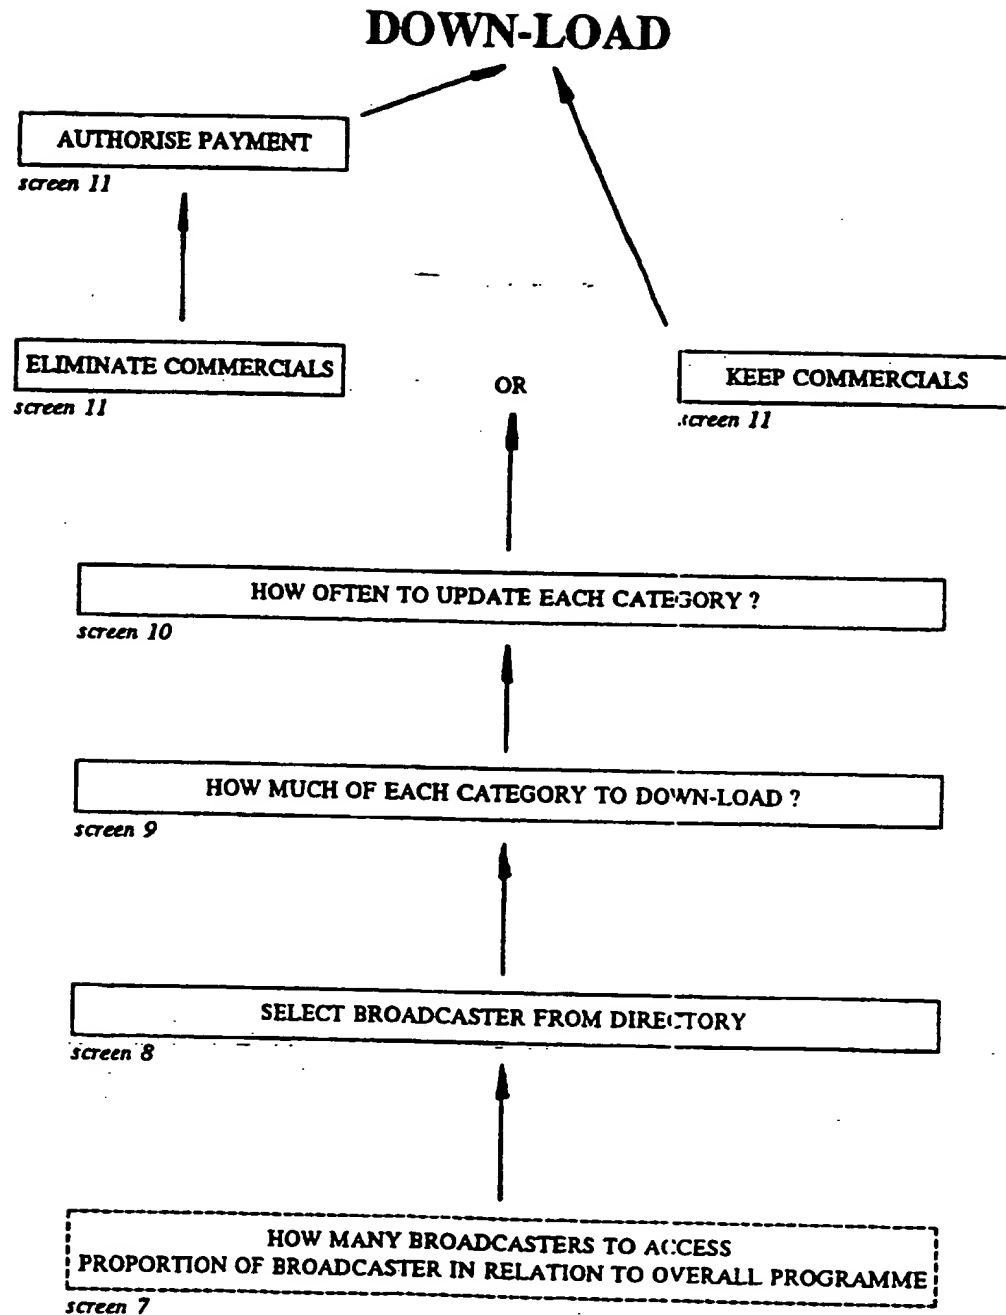 DOWN-LOAD
AUTHORISE PAYMENT
screen 11
ELIMINATE COMMERCIALS
screen 11
OR
KEEP COMMERCIALS
screen 11
HOW OFTEN TO UPDATE EACH CATEGORY ?
screen 10
HOW MUCH OF EACH CATEGORY TO DOWN-LOAD ?
screen 9
SELECT BROADCASTER FROM DIRECTORY
screen 8
HOW MANY BROADCASTERS TO ACCESS
PROPORTION OF BROADCASTER IN RELATION TO OVERALL PROGRAMME
screen 7